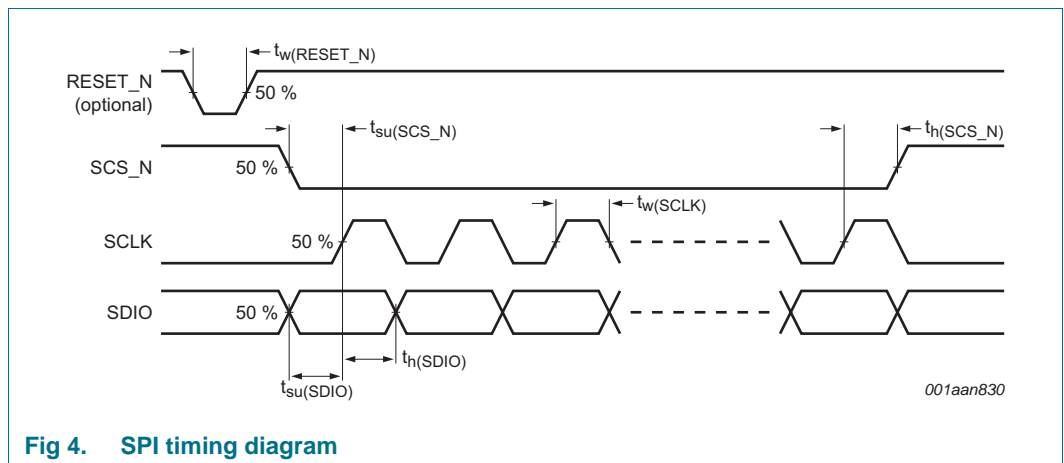 tw(RESET_N)
RESET_N
(optional)
50 %
tsu(SCS_N)
th(SCS_N)
SCS_N
50 %
tw(SCLK)
SCLK
50 %
SDIO
50 %
th(SDIO)
tsu(SDIO)
001aan830
Fig 4. SPI timing diagram